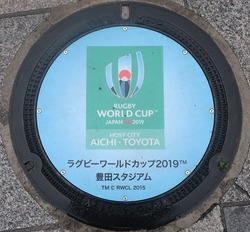 RUGBY
WORLD CUP™
JAPAN 2019
HOST CITY
AICHI・TOYOTA
ラグビーワールドカップ2019™
豊田スタジアム
TM © RWCL 2015